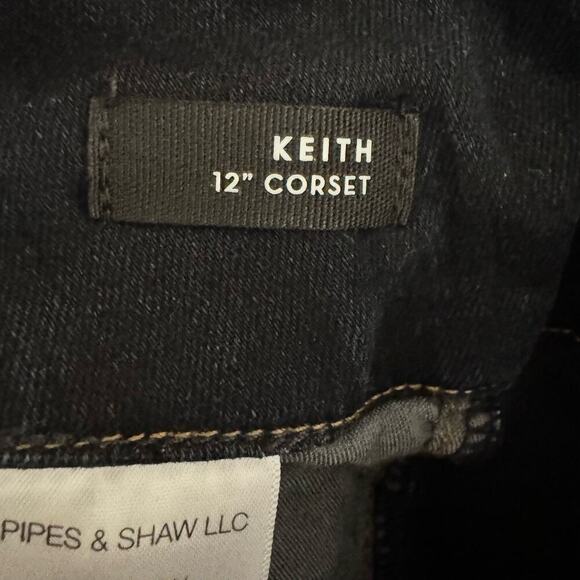 KEITH
12” CORSET
PIPES & SHAW LLC